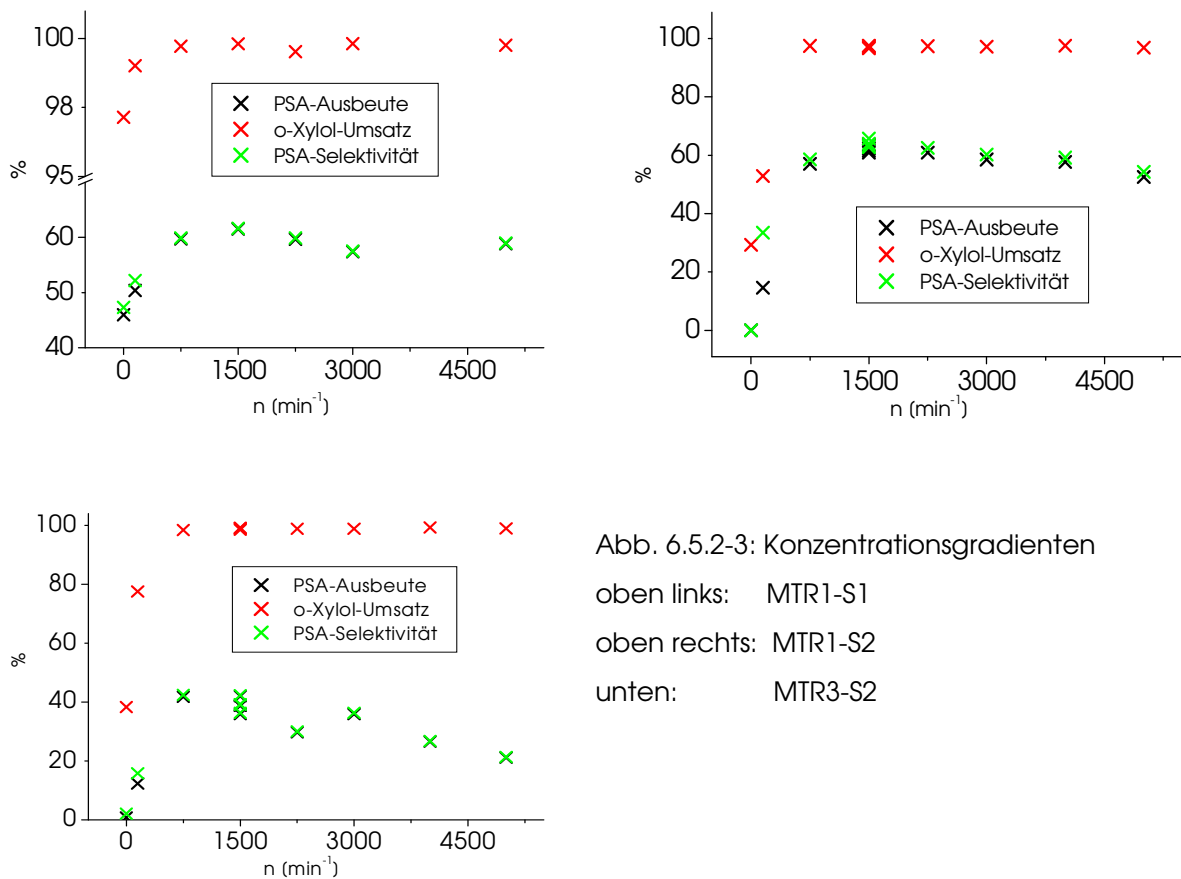 100
98
95
60
50
40
%
PSA-Ausbeute
o-Xylol-Umsatz
PSA-Selektivität
0 1500 3000 4500
n (min⁻¹)
100
80
60
40
20
0
%
PSA-Ausbeute
o-Xylol-Umsatz
PSA-Selektivität
0 1500 3000 4500
n (min⁻¹)
100
80
60
40
20
0
%
PSA-Ausbeute
o-Xylol-Umsatz
PSA-Selektivität
0 1500 3000 4500
n (min⁻¹)
Abb. 6.5.2-3: Konzentrationsgradienten
oben links: MTR1-S1
oben rechts: MTR1-S2
unten: MTR3-S2